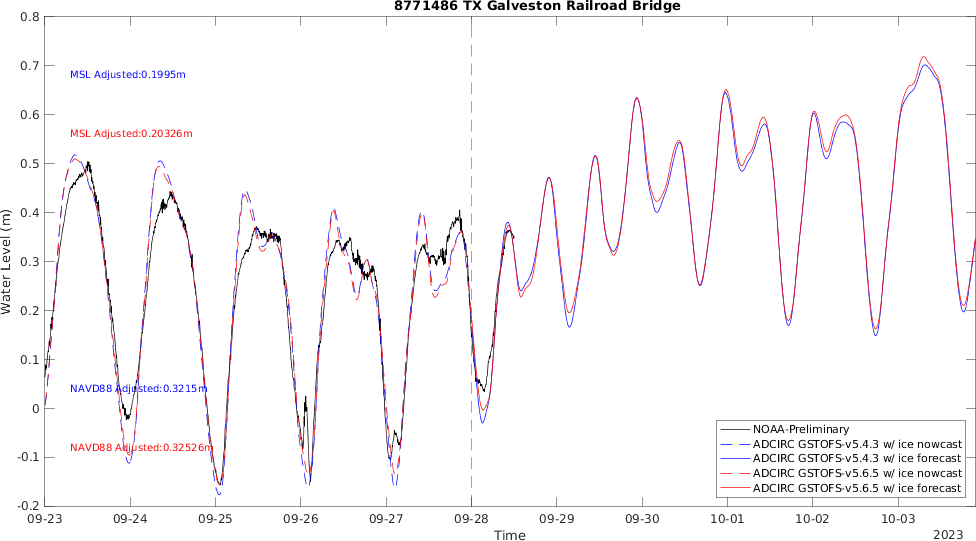 8771486 TX Galveston Railroad Bridge
0.8
0.7
0.6
0.5
0.4
0.3
0.2
0.1
0
-0.1
-0.2
Water Level (m)
MSL Adjusted:0.1995m
MSL Adjusted:0.20326m
NAVD88 Adjusted:0.3215m
NAVD88 Adjusted:0.32526m
NOAA-Preliminary
ADCIRC GSTOFS-v5.4.3 w/ ice nowcast
ADCIRC GSTOFS-v5.4.3 w/ ice forecast
ADCIRC GSTOFS-v5.6.5 w/ ice nowcast
ADCIRC GSTOFS-v5.6.5 w/ ice forecast
09-23 09-24 09-25 09-26 09-27 09-28 09-29 09-30 10-01 10-02 10-03
Time
2023